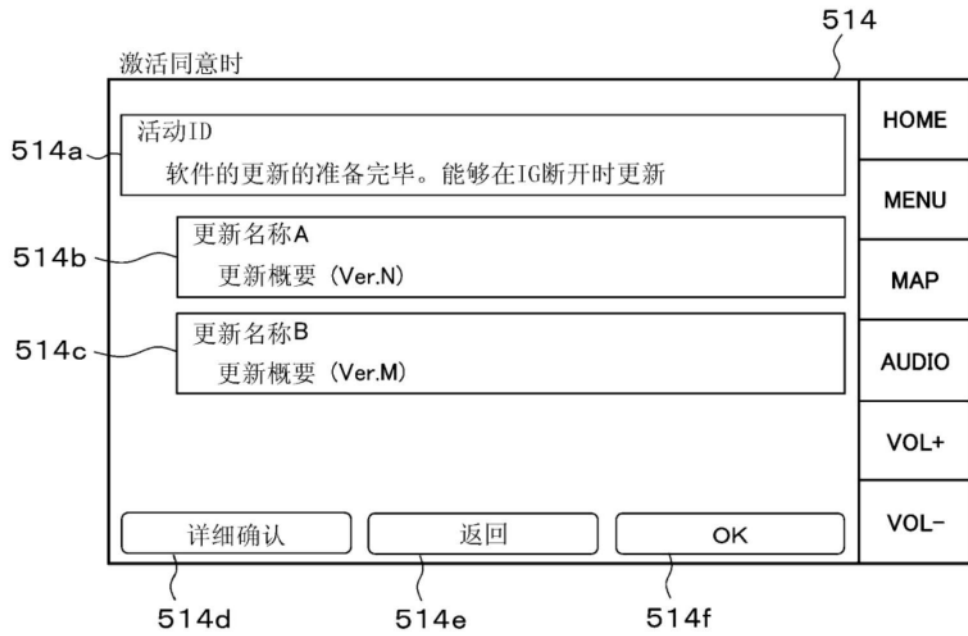 514
激活同意时
514a
活动ID
软件的更新的准备完毕。能够在IG断开时更新
514b
更新名称A
更新概要 (Ver.N)
514c
更新名称B
更新概要 (Ver.M)
详细确认
返回
OK
514d
514e
514f
HOME
MENU
MAP
AUDIO
VOL+
VOL-